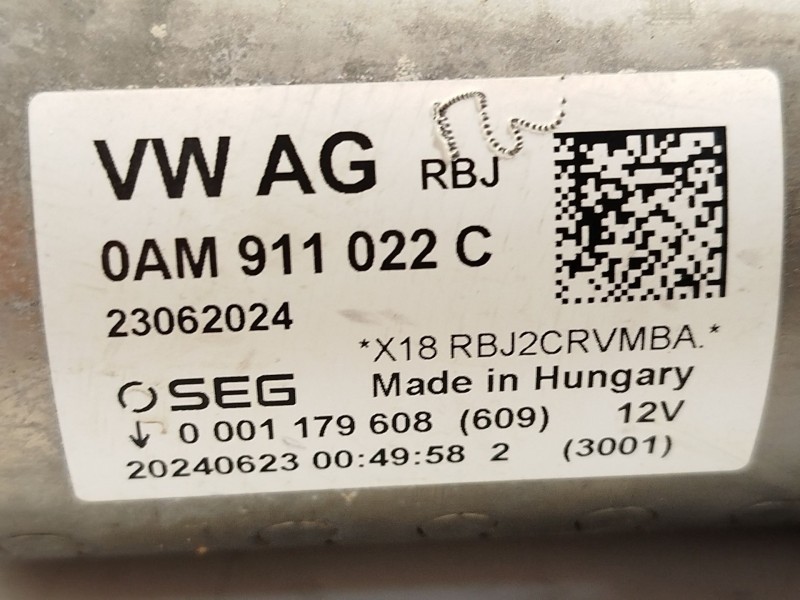 VW AG RBJ
0AM 911 022 C
23062024
*X18 RBJ2CRVMBA.*
SEG Made in Hungary
0 001 179 608 (609) 12V
20240623 00:49:58 2 (3001)